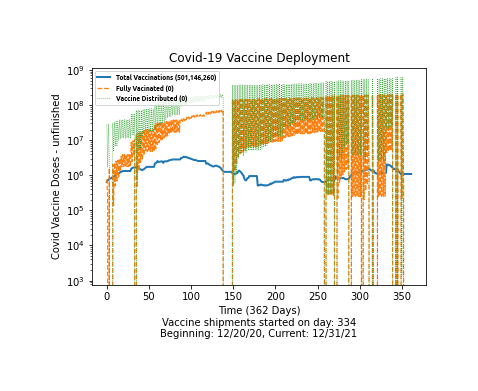 Covid-19 Vaccine Deployment
Total Vaccinations (501,146,260)
Fully Vacinated (0)
Vaccine Distributed (0)
Covid Vaccine Doses - unfinished
10⁹
10⁸
10⁷
10⁶
10⁵
10⁴
10³
0 50 100 150 200 250 300 350
Time (362 Days)
Vaccine shipments started on day: 334
Beginning: 12/20/20, Current: 12/31/21